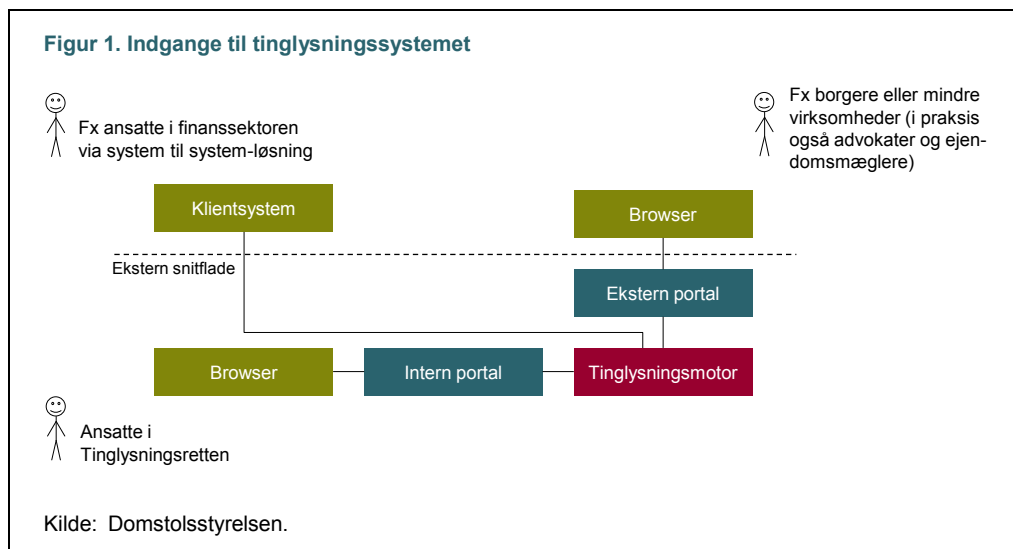 Figur 1. Indgange til tinglysningssystemet
Fx ansatte i finanssektoren
via system til system-løsning
Fx borgere eller mindre
virksomheder (i praksis
også advokater og ejen-
domsmæglere)
Klientsystem
Browser
Ekstern snitflade
Ekstern portal
Browser
Intern portal
Tinglysningsmotor
Ansatte i
Tinglysningsretten
Kilde: Domstolsstyrelsen.